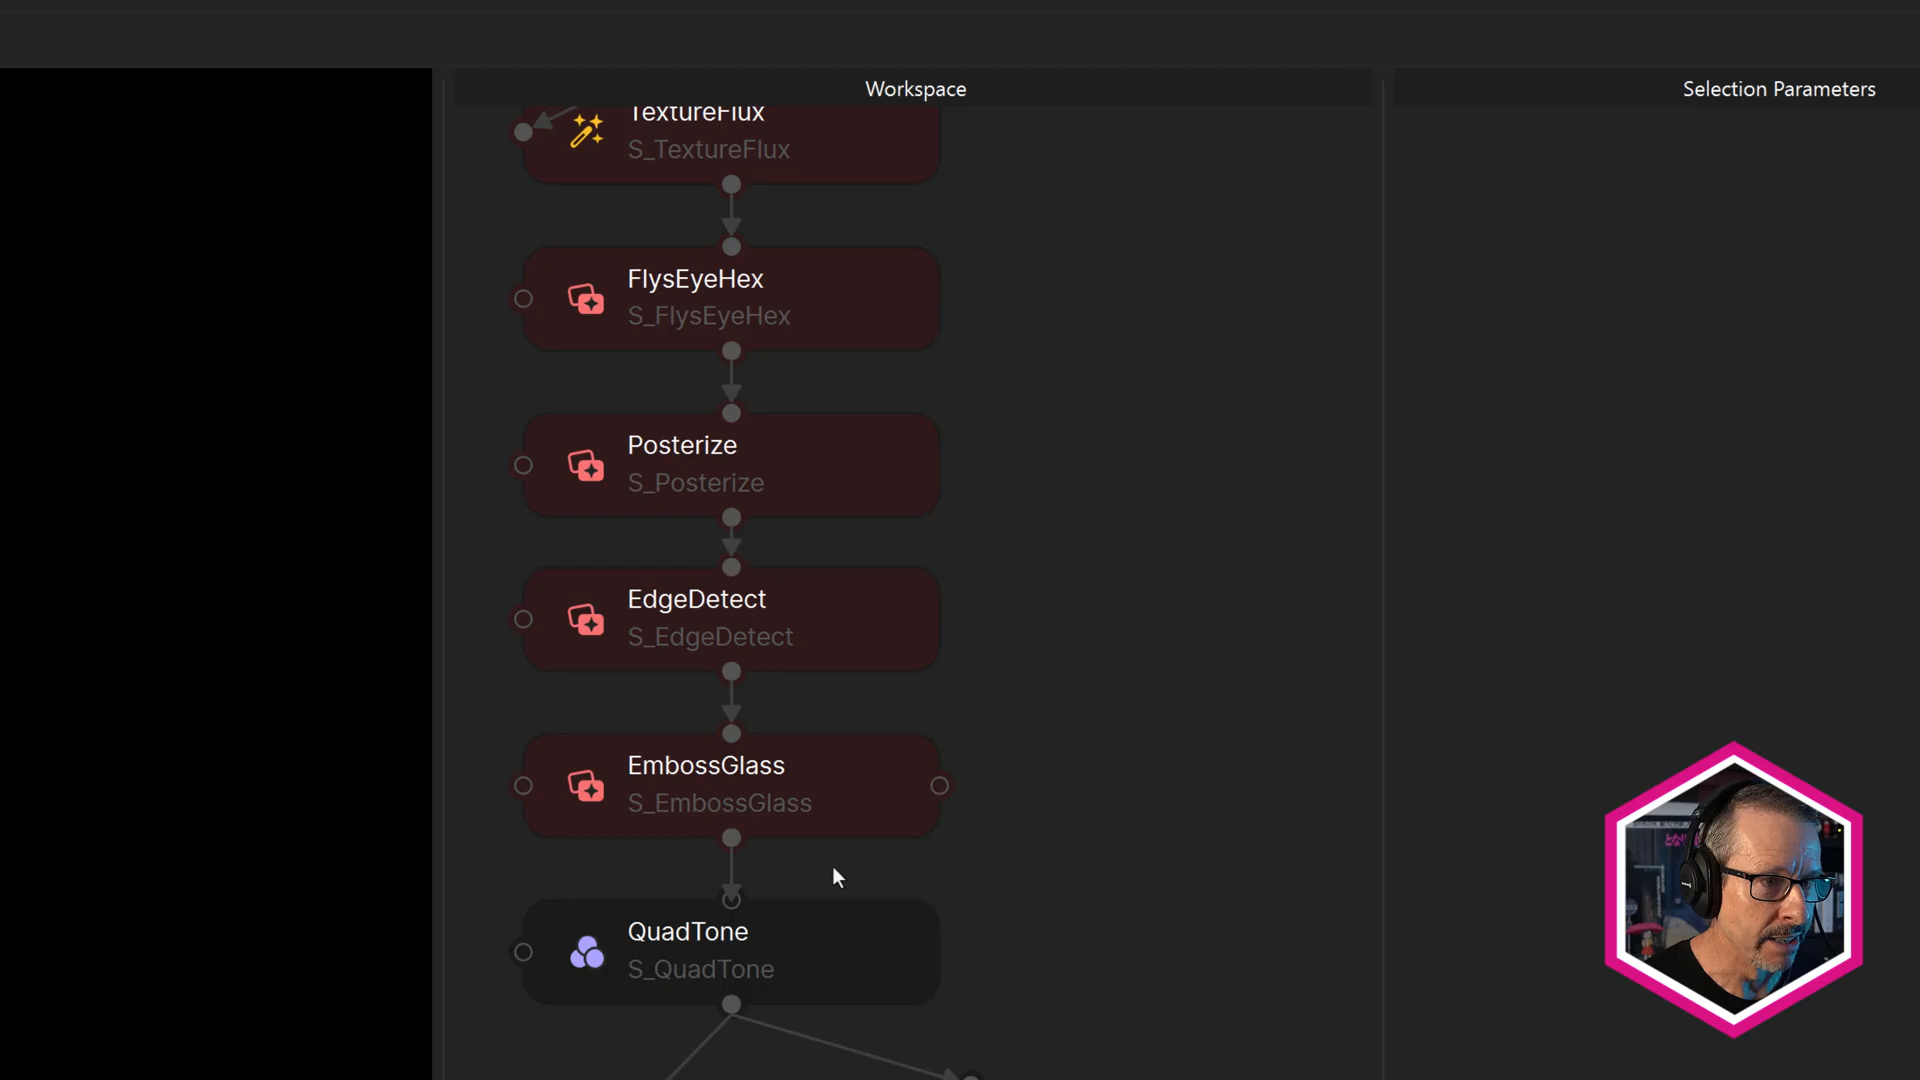 Workspace
Selection Parameters
TextureFlux
S_TextureFlux
FlysEyeHex
S_FlysEyeHex
Posterize
S_Posterize
EdgeDetect
S_EdgeDetect
EmbossGlass
S_EmbossGlass
QuadTone
S_QuadTone